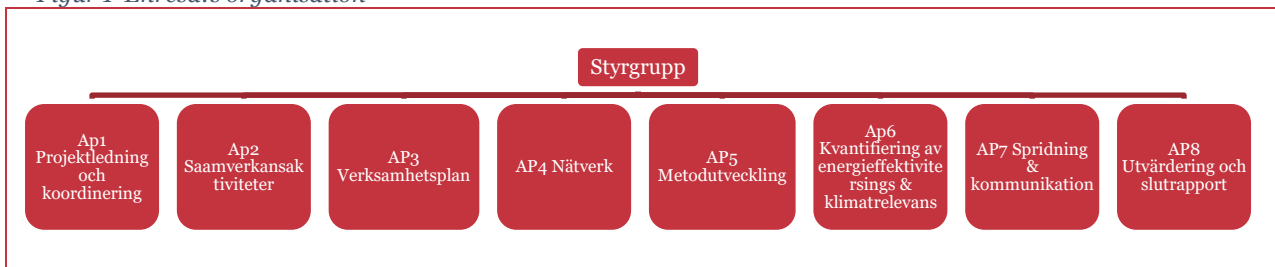 Styrgrupp
Ap1
Projektledning
och
koordinering
Ap2
Saamverkansak
tiviteter
AP3
Verksamhetsplan
AP4 Nätverk
AP5
Metodutveckling
Ap6
Kvantifiering av
energieffektivite
rsings &
klimatrelevans
AP7 Spridning
&
kommunikation
AP8
Utvärdering och
slutrapport